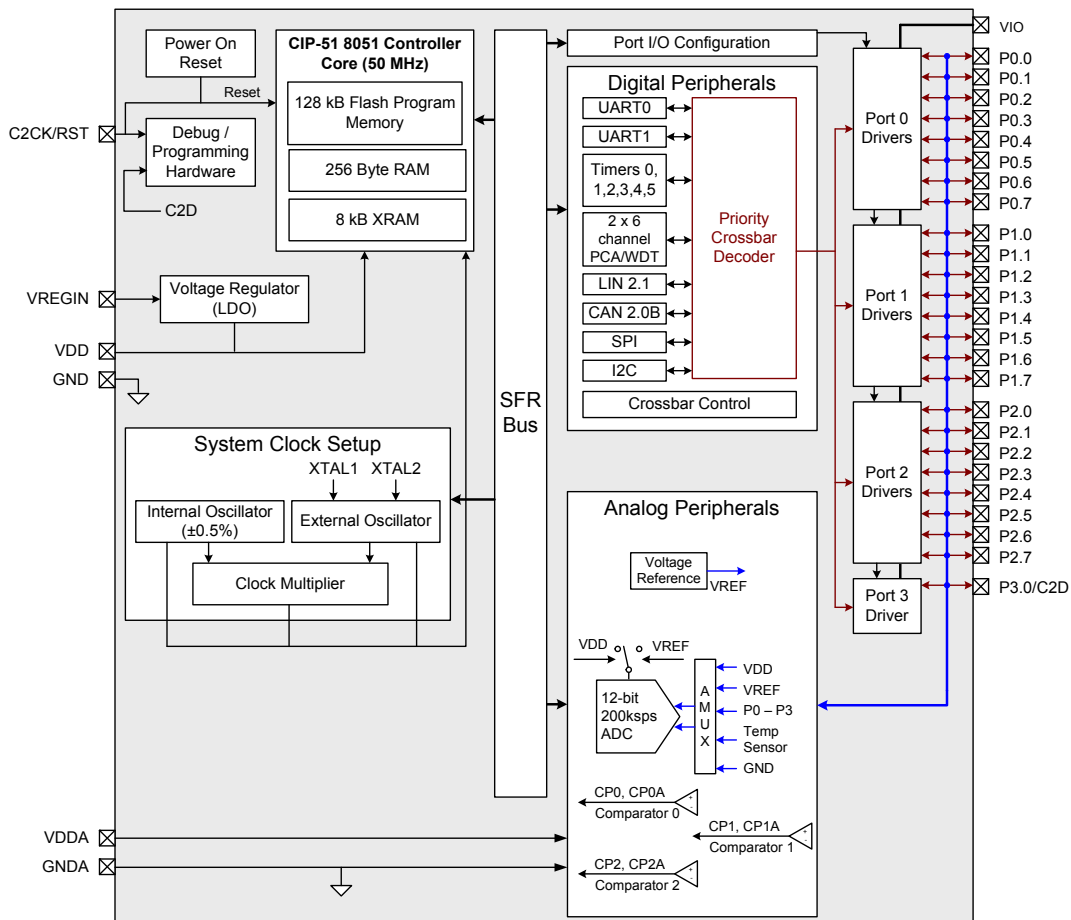 Power On
Reset
Reset
C2CK/RST
Debug /
Programming
Hardware
C2D
CIP-51 8051 Controller
Core (50 MHz)
128 kB Flash Program
Memory
256 Byte RAM
8 kB XRAM
VREGIN
Voltage Regulator
(LDO)
VDD
GND
System Clock Setup
XTAL1
XTAL2
Internal Oscillator
(±0.5%)
External Oscillator
Clock Multiplier
VDDA
GNDA
SFR
Bus
Port I/O Configuration
Digital Peripherals
UART0
UART1
Timers 0,
1,2,3,4,5
2 x 6
channel
PCA/WDT
LIN 2.1
CAN 2.0B
SPI
I2C
Priority
Crossbar
Decoder
Crossbar Control
Analog Peripherals
Voltage
Reference
VREF
VDD
VREF
12-bit
200ksps
ADC
A
M
U
X
VDD
VREF
P0 – P3
Temp
Sensor
GND
CP0, CP0A
+
-
Comparator 0
CP1, CP1A
+
-
Comparator 1
CP2, CP2A
+
-
Comparator 2
Port 0
Drivers
Port 1
Drivers
Port 2
Drivers
Port 3
Driver
VIO
P0.0
P0.1
P0.2
P0.3
P0.4
P0.5
P0.6
P0.7
P1.0
P1.1
P1.2
P1.3
P1.4
P1.5
P1.6
P1.7
P2.0
P2.1
P2.2
P2.3
P2.4
P2.5
P2.6
P2.7
P3.0/C2D